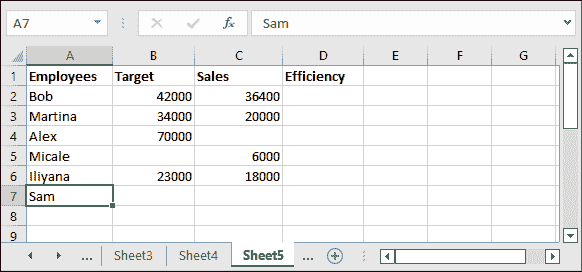 A7 fx Sam
A B C D E F G
1 Employees Target Sales Efficiency
2 Bob 42000 36400
3 Martina 34000 20000
4 Alex 70000
5 Micale 6000
6 Iliyana 23000 18000
7 Sam
8
9
... Sheet3 Sheet4 Sheet5 ...